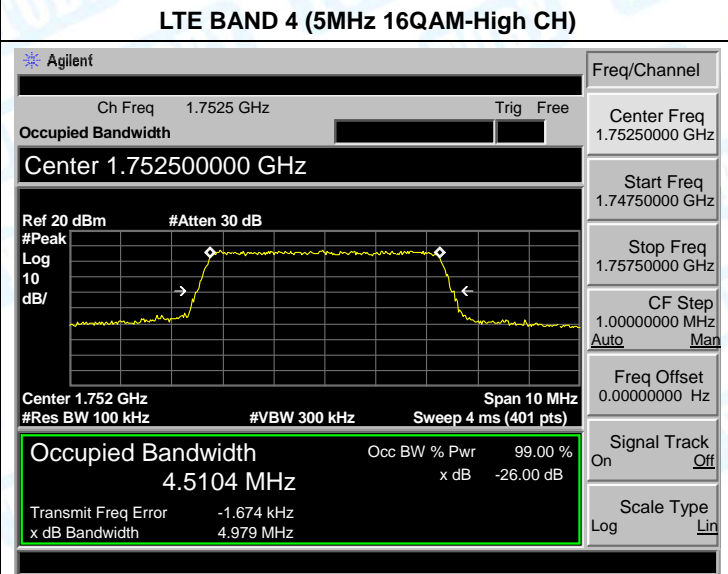 LTE BAND 4 (5MHz 16QAM-High CH)
Agilent
Freq/Channel
Ch Freq 1.7525 GHz Trig Free
Occupied Bandwidth
Center 1.752500000 GHz
Center Freq
1.75250000 GHz
Start Freq
1.74750000 GHz
Stop Freq
1.75750000 GHz
CF Step
1.00000000 MHz
Auto Man
Freq Offset
0.00000000 Hz
Signal Track
On Off
Scale Type
Log Lin
Ref 20 dBm #Atten 30 dB
#Peak
Log
10
dB/
Center 1.752 GHz Span 10 MHz
#Res BW 100 kHz #VBW 300 kHz Sweep 4 ms (401 pts)
Occupied Bandwidth
4.5104 MHz
Occ BW % Pwr 99.00 %
x dB -26.00 dB
Transmit Freq Error -1.674 kHz
x dB Bandwidth 4.979 MHz